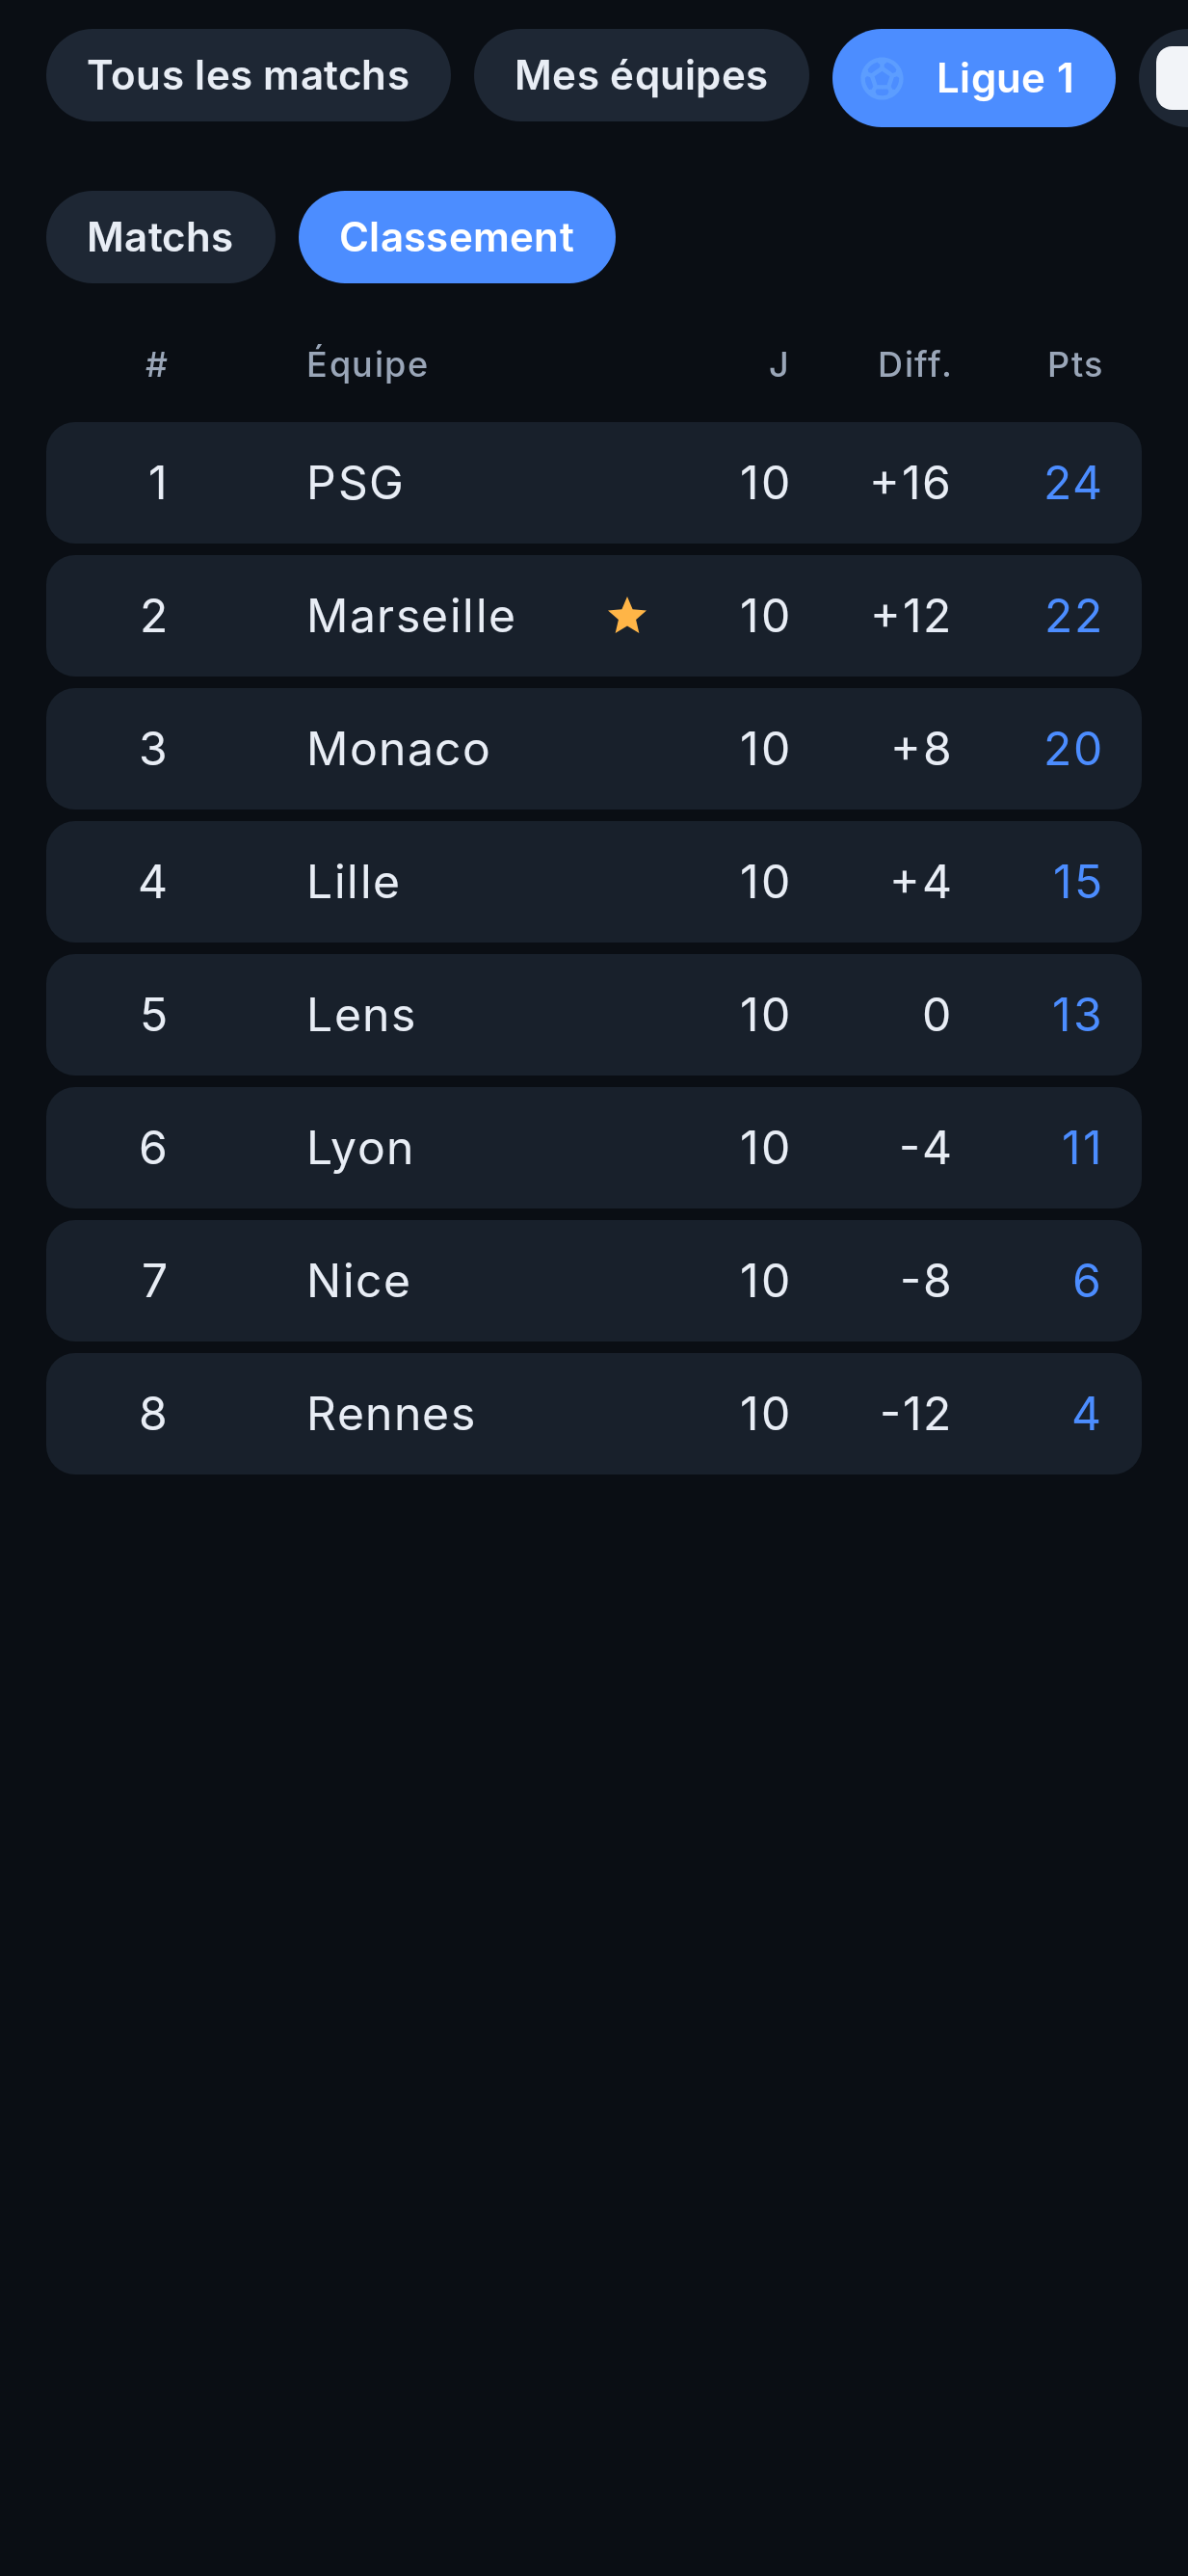 Tous les matchs Mes équipes Ligue 1
Matchs Classement
# Équipe J Diff. Pts
1 PSG 10 +16 24
2 Marseille 10 +12 22
3 Monaco 10 +8 20
4 Lille 10 +4 15
5 Lens 10 0 13
6 Lyon 10 -4 11
7 Nice 10 -8 6
8 Rennes 10 -12 4